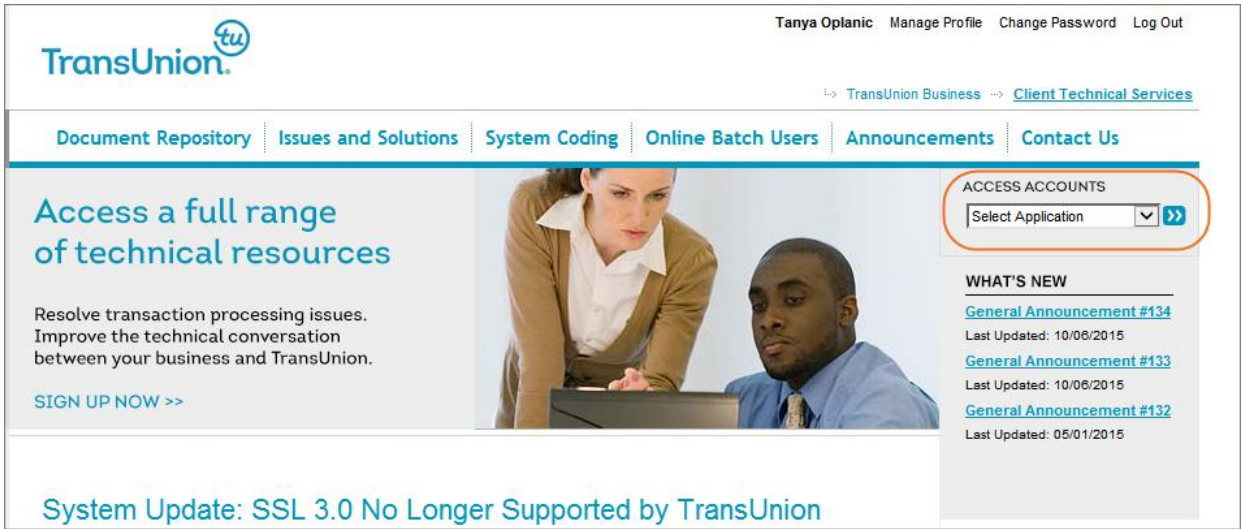 tu
TransUnion.
Tanya Oplanic Manage Profile Change Password Log Out
TransUnion Business Client Technical Services
Document Repository Issues and Solutions System Coding Online Batch Users Announcements Contact Us
Access a full range
of technical resources
Resolve transaction processing issues.
Improve the technical conversation
between your business and TransUnion.
SIGN UP NOW >>
ACCESS ACCOUNTS
Select Application
WHAT'S NEW
General Announcement #134
Last Updated: 10/06/2015
General Announcement #133
Last Updated: 10/06/2015
General Announcement #132
Last Updated: 05/01/2015
System Update: SSL 3.0 No Longer Supported by TransUnion